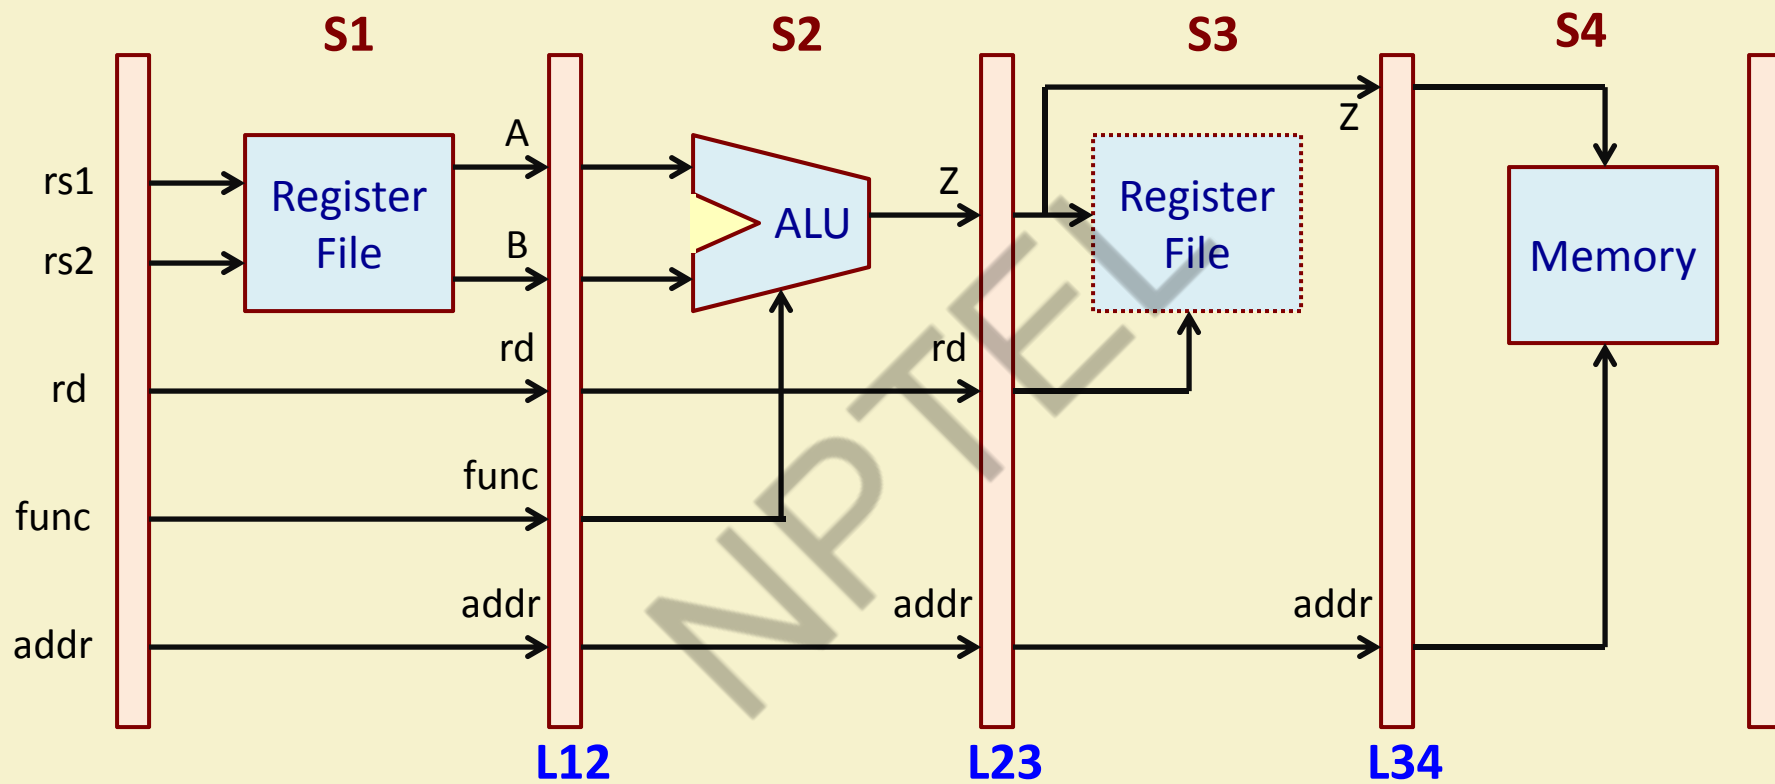 S1
S2
S3
S4
rs1
rs2
rd
func
addr
Register
File
A
B
rd
func
addr
ALU
Z
rd
addr
Register
File
Z
addr
Memory
L12
L23
L34
NPTEL